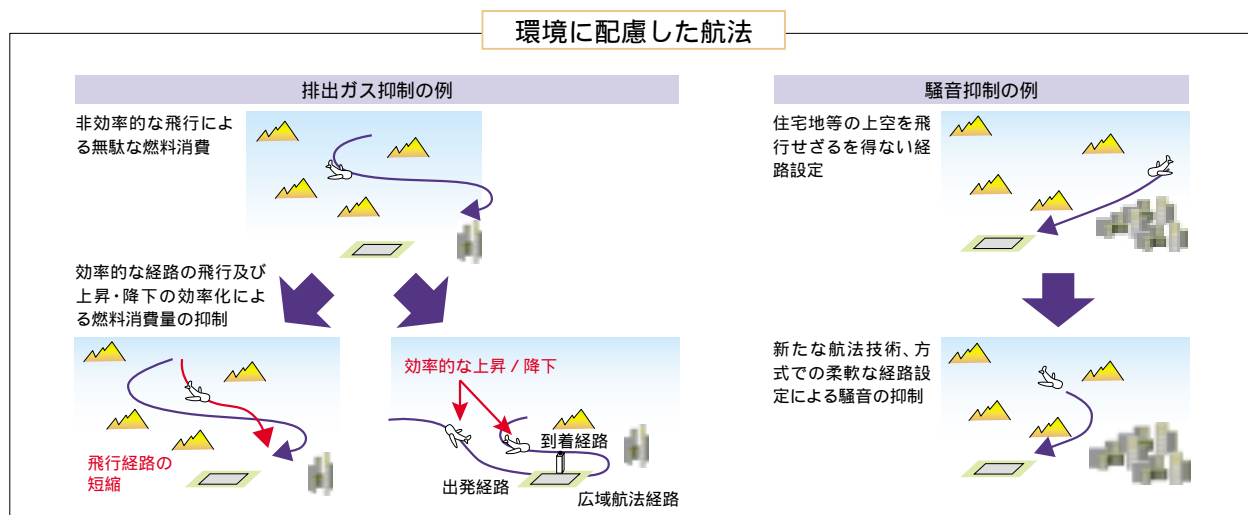 環境に配慮した航法
排出ガス抑制の例
非効率的な飛行によ
る無駄な燃料消費
効率的な経路の飛行及び
上昇・降下の効率化によ
る燃料消費量の抑制
飛行経路の
短縮
効率的な上昇／降下
到着経路
出発経路
広域航法経路
騒音抑制の例
住宅地等の上空を飛
行せざるを得ない経
路設定
新たな航法技術、方
式での柔軟な経路設
定による騒音の抑制